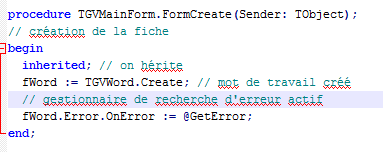 procedure TGVMainForm.FormCreate(Sender: TObject);
// création de la fiche
begin
inherited; // on hérite
fWord := TGVWord.Create; // mot de travail créé
// gestionnaire de recherche d'erreur actif
fWord.Error.OnError := @GetError;
end;